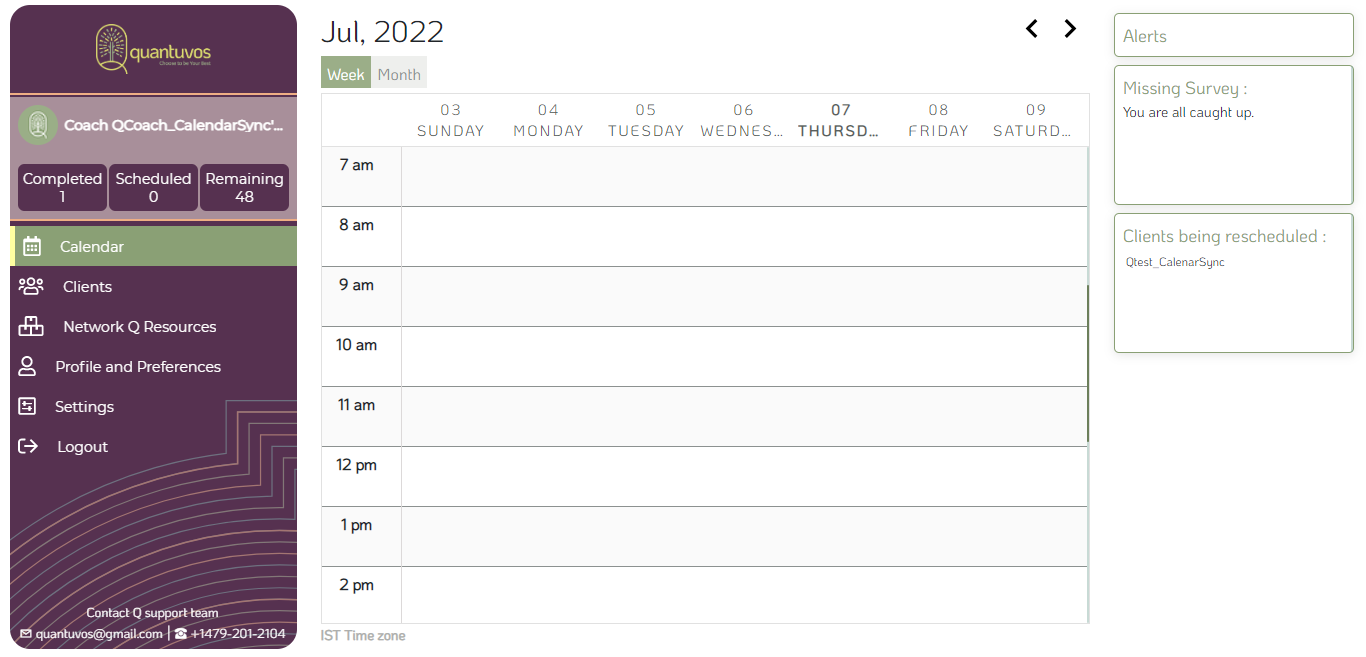 quantuvos
Choose to be Your Best
Coach QCoach_CalendarSync'...
Completed
1
Scheduled
0
Remaining
48
Calendar
Clients
Network Q Resources
Profile and Preferences
Settings
Logout
Contact Q support team
quantuvos@gmail.com | +1479-201-2104
Jul, 2022
Week Month
03 04 05 06 07 08 09
SUNDAY MONDAY TUESDAY WEDNES... THURSD... FRIDAY SATURD...
7 am
8 am
9 am
10 am
11 am
12 pm
1 pm
2 pm
IST Time zone
Alerts
Missing Survey :
You are all caught up.
Clients being rescheduled :
Qtest_CalenarSync